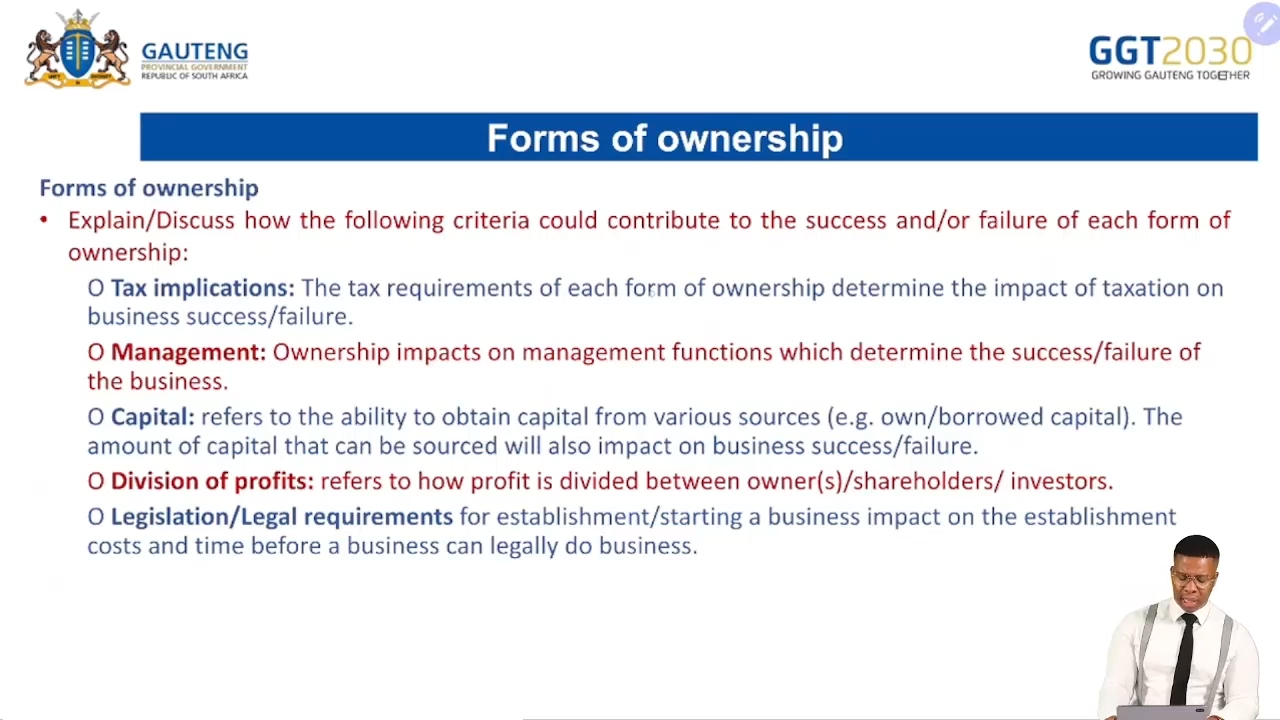 GAUTENG
PROVINCIAL GOVERNMENT
REPUBLIC OF SOUTH AFRICA
GGT2030
GROWING GAUTENG TOGETHER
Forms of ownership
Forms of ownership
• Explain/Discuss how the following criteria could contribute to the success and/or failure of each form of
ownership:
O Tax implications: The tax requirements of each form of ownership determine the impact of taxation on
business success/failure.
O Management: Ownership impacts on management functions which determine the success/failure of
the business.
O Capital: refers to the ability to obtain capital from various sources (e.g. own/borrowed capital). The
amount of capital that can be sourced will also impact on business success/failure.
O Division of profits: refers to how profit is divided between owner(s)/shareholders/ investors.
O Legislation/Legal requirements for establishment/starting a business impact on the establishment
costs and time before a business can legally do business.